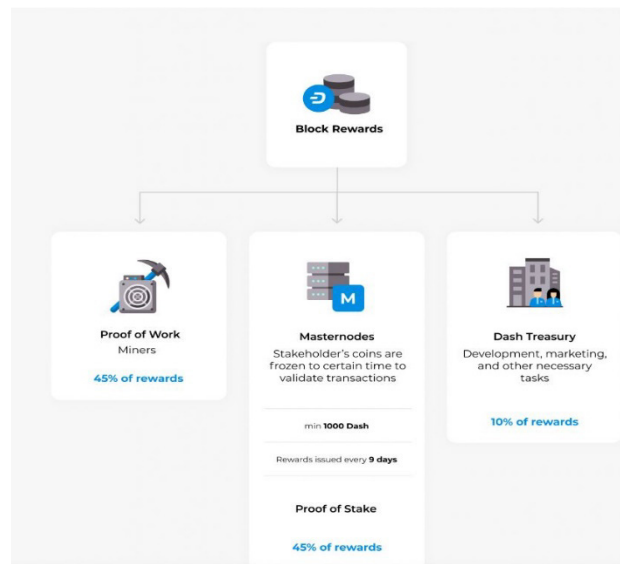 Block Rewards
Proof of Work
Miners
45% of rewards
M
Masternodes
Stakeholder's coins are
frozen to certain time to
validate transactions
min 1000 Dash
Rewards issued every 9 days
Proof of Stake
45% of rewards
Dash Treasury
Development, marketing,
and other necessary
tasks
10% of rewards